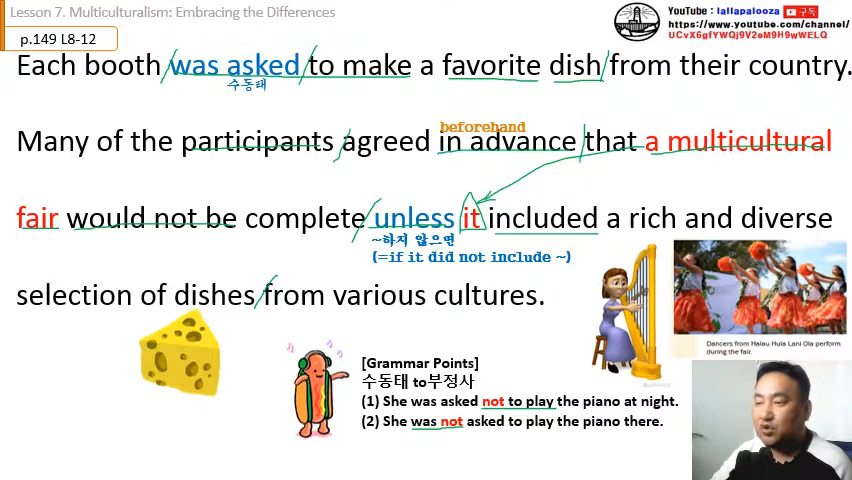 Lesson 7. Multiculturalism: Embracing the Differences
YouTube : lallapalooza 구독
https://www.youtube.com/channel/
UCvX6gfYWQj9V2eM9H9wWELQ
p.149 L8-12
Each booth was asked to make a favorite dish from their country.
수동태
beforehand
Many of the participants agreed in advance that a multicultural
fair would not be complete unless it included a rich and diverse
~하지 않으면
(=if it did not include ~)
selection of dishes from various cultures.
Dancers from Halau Hula Lani Ola perform
during the fair.
[Grammar Points]
수동태 to부정사
(1) She was asked not to play the piano at night.
(2) She was not asked to play the piano there.